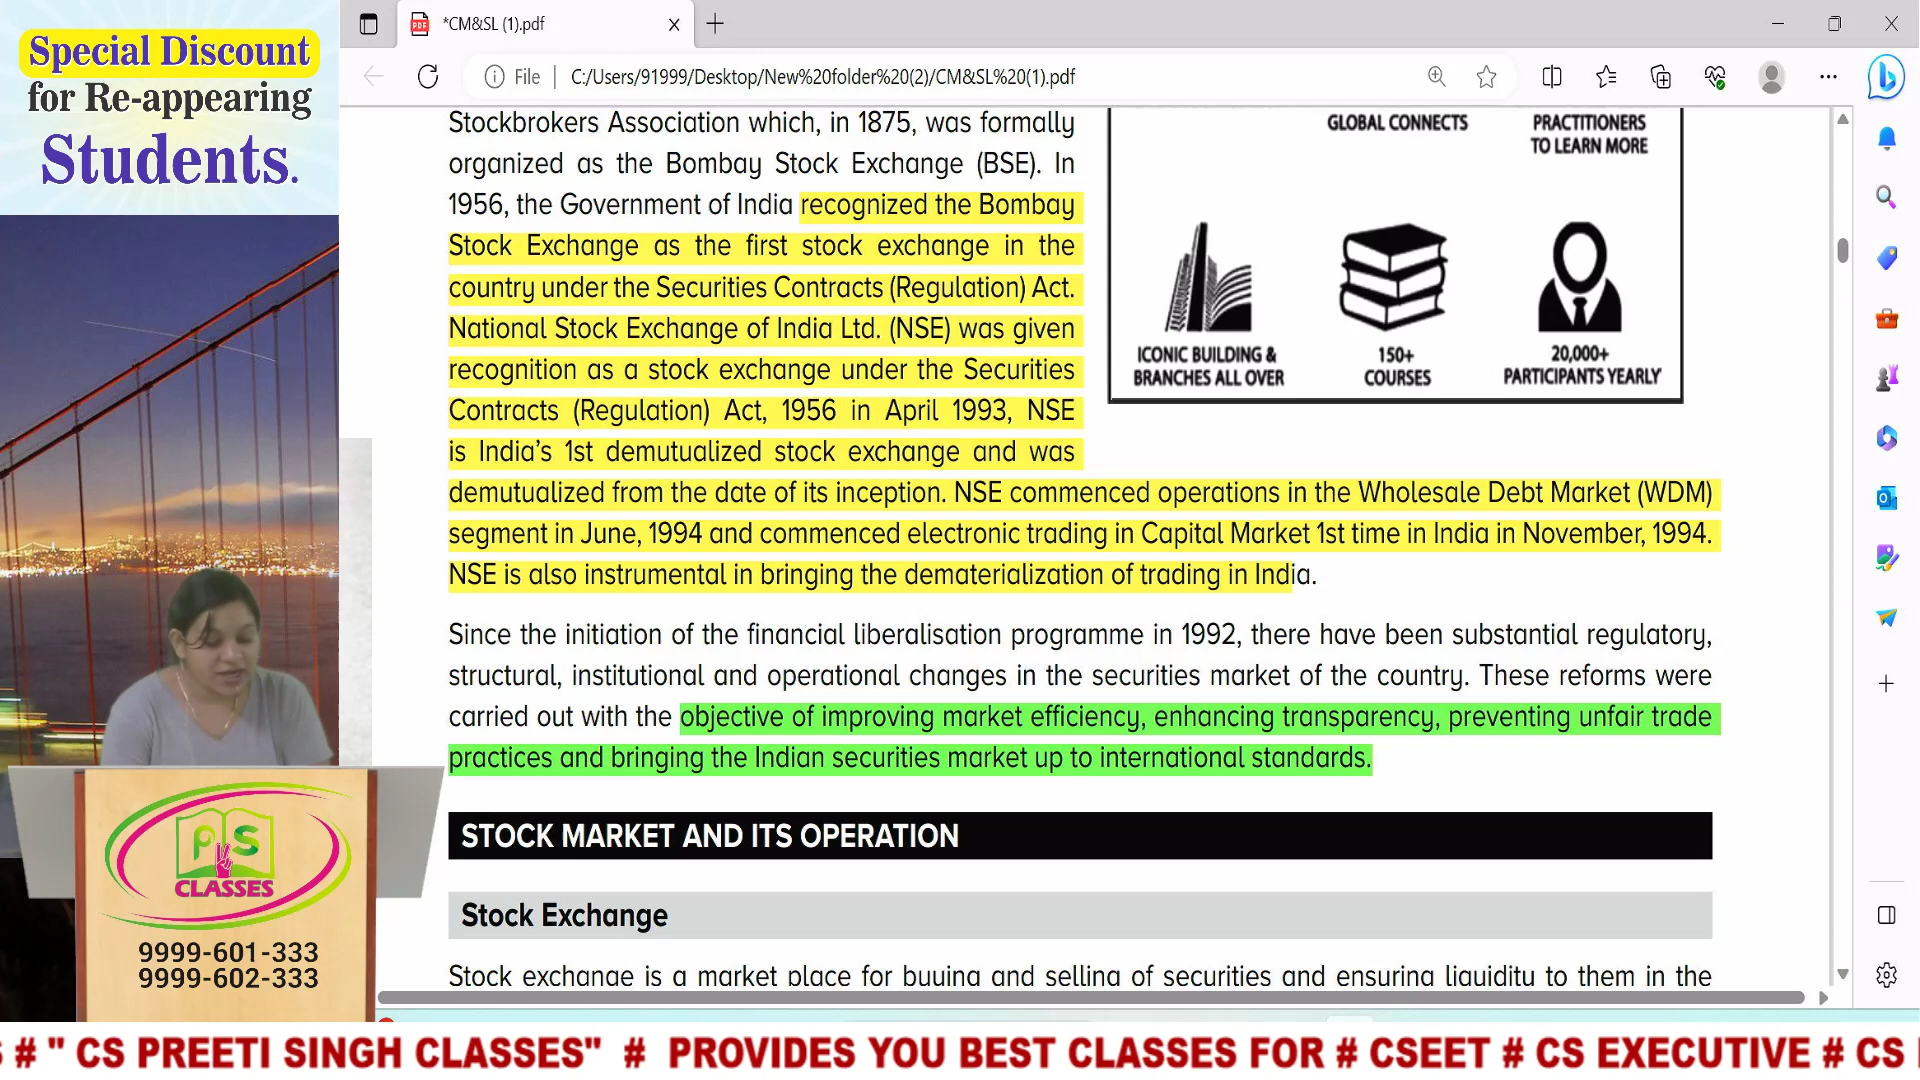 Special Discount
for Re-appearing
Students.
*CM&SL (1).pdf
File
C:/Users/91999/Desktop/New%20folder%20(2)/CM&SL%20(1).pdf
Stockbrokers Association which, in 1875, was formally
organized as the Bombay Stock Exchange (BSE). In
1956, the Government of India recognized the Bombay
Stock Exchange as the first stock exchange in the
country under the Securities Contracts (Regulation) Act.
National Stock Exchange of India Ltd. (NSE) was given
recognition as a stock exchange under the Securities
Contracts (Regulation) Act, 1956 in April 1993, NSE
is India’s 1st demutualized stock exchange and was
demutualized from the date of its inception. NSE commenced operations in the Wholesale Debt Market (WDM)
segment in June, 1994 and commenced electronic trading in Capital Market 1st time in India in November, 1994.
NSE is also instrumental in bringing the dematerialization of trading in India.
GLOBAL CONNECTS
PRACTITIONERS
TO LEARN MORE
ICONIC BUILDING &
BRANCHES ALL OVER
150+
COURSES
20,000+
PARTICIPANTS YEARLY
Since the initiation of the financial liberalisation programme in 1992, there have been substantial regulatory,
structural, institutional and operational changes in the securities market of the country. These reforms were
carried out with the objective of improving market efficiency, enhancing transparency, preventing unfair trade
practices and bringing the Indian securities market up to international standards.
STOCK MARKET AND ITS OPERATION
Stock Exchange
Stock exchange is a market place for buying and selling of securities and ensuring liquidity to them in the
PS
CLASSES
9999-601-333
9999-602-333
S # " CS PREETI SINGH CLASSES" # PROVIDES YOU BEST CLASSES FOR # CSEET # CS EXECUTIVE # CS